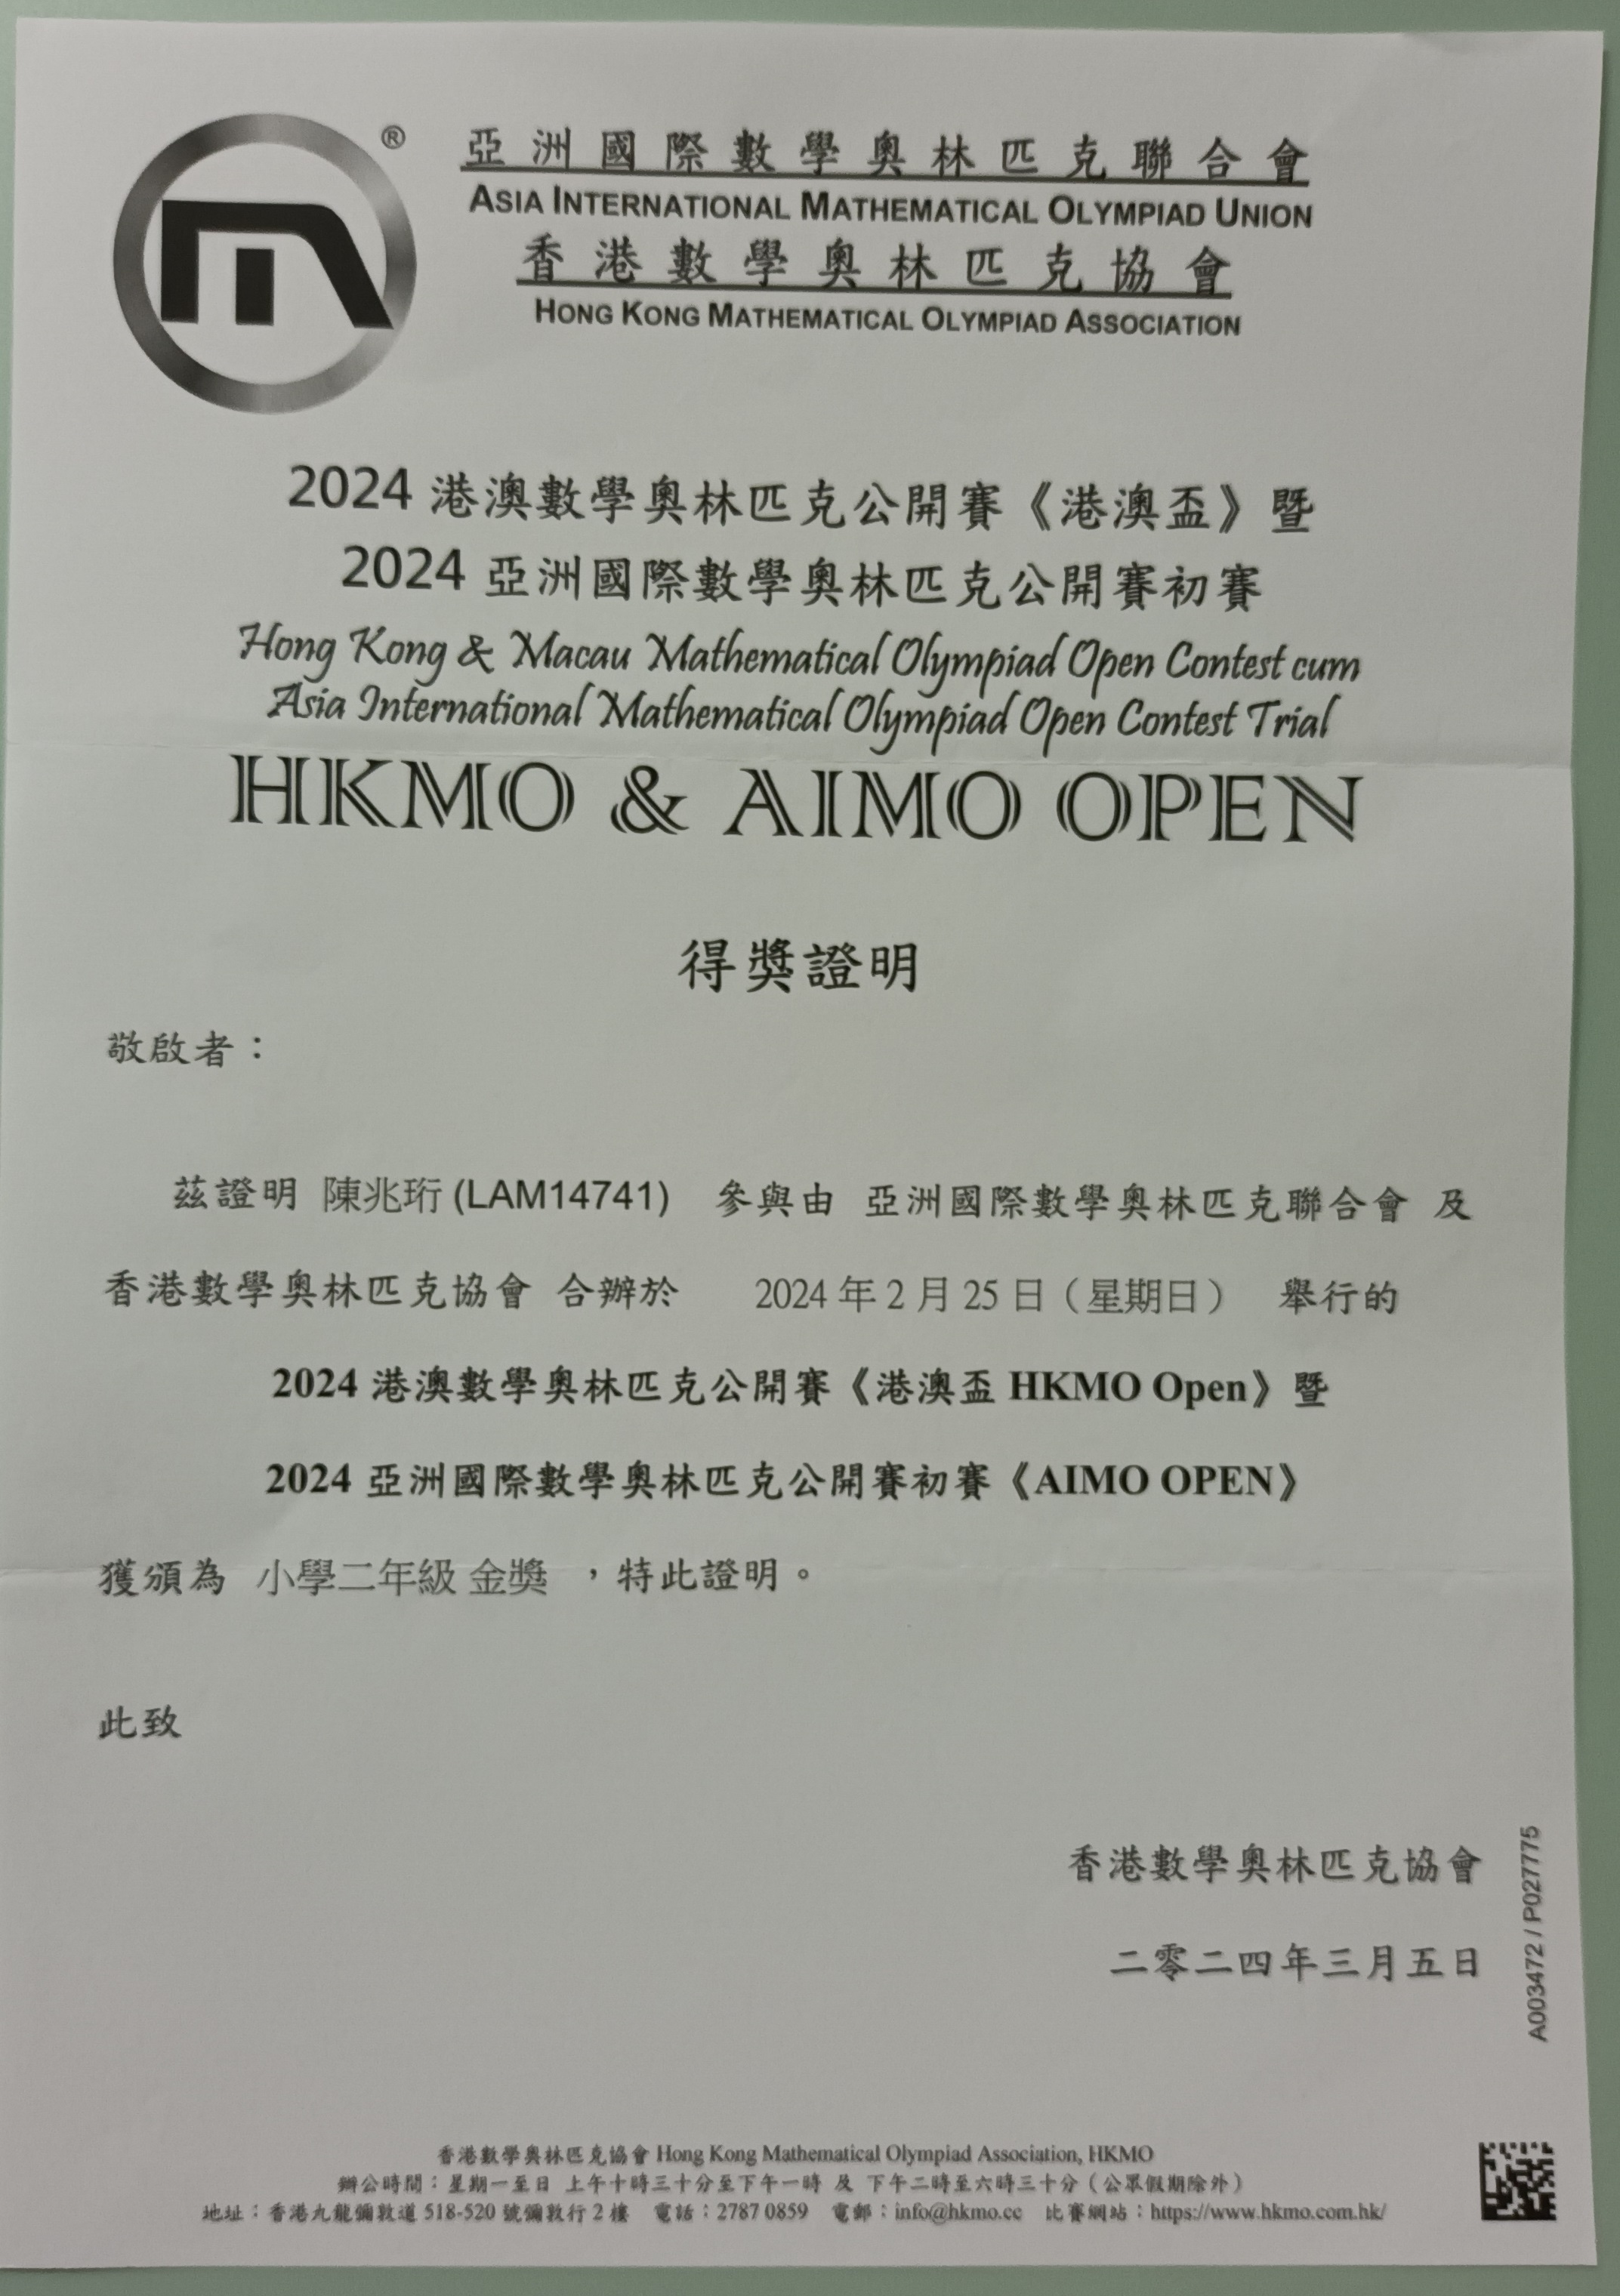 ®
亞洲國際數學奧林匹克聯合會
ASIA INTERNATIONAL MATHEMATICAL OLYMPIAD UNION
香港數學奧林匹克協會
HONG KONG MATHEMATICAL OLYMPIAD ASSOCIATION
2024 港澳數學奧林匹克公開賽《港澳盃》暨
2024 亞洲國際數學奧林匹克公開賽初賽
Hong Kong & Macau Mathematical Olympiad Open Contest cum
Asia International Mathematical Olympiad Open Contest Trial
HKMO & AIMO OPEN
得獎證明
敬啟者：
茲證明 陳兆珩 (LAM14741) 參與由 亞洲國際數學奧林匹克聯合會 及
香港數學奧林匹克協會 合辦於 2024 年 2 月 25 日（星期日） 舉行的
2024 港澳數學奧林匹克公開賽《港澳盃 HKMO Open》暨
2024 亞洲國際數學奧林匹克公開賽初賽《AIMO OPEN》
獲頒為 小學二年級 金獎 ，特此證明。
此致
香港數學奧林匹克協會
二零二四年三月五日
A003472 / P027775
香港數學奧林匹克協會 Hong Kong Mathematical Olympiad Association, HKMO
辦公時間：星期一至日 上午十時三十分至下午一時 及 下午二時至六時三十分（公眾假期除外）
地址：香港九龍彌敦道 518-520 號彌敦行 2 樓 電話：2787 0859 電郵：info@hkmo.cc 比賽網站：https://www.hkmo.com.hk/